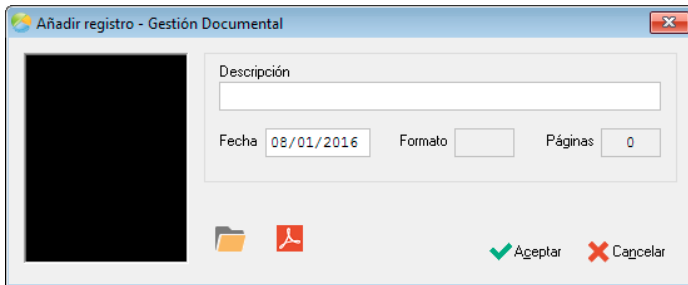 Añadir registro - Gestión Documental
Descripción
Fecha 08/01/2016 Formato Páginas 0
Aceptar Cancelar